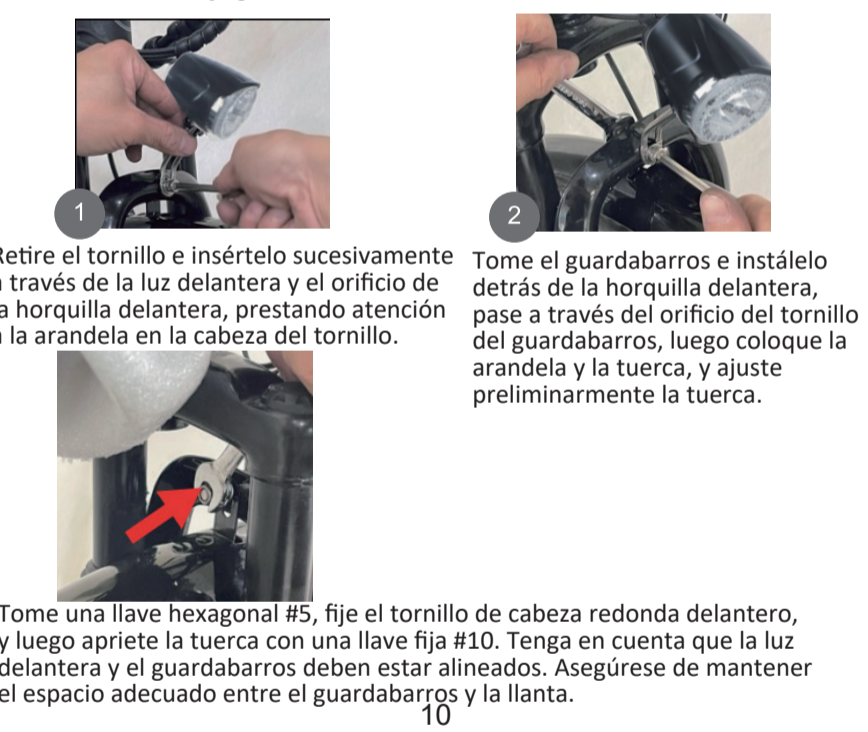 1
Retire el tornillo e insértelo sucesivamente
a través de la luz delantera y el orificio de
la horquilla delantera, prestando atención
a la arandela en la cabeza del tornillo.
2
Tome el guardabarros e instálelo
detrás de la horquilla delantera,
pase a través del orificio del tornillo
del guardabarros, luego coloque la
arandela y la tuerca, y ajuste
preliminarmente la tuerca.
Tome una llave hexagonal #5, fije el tornillo de cabeza redonda delantero,
y luego apriete la tuerca con una llave fija #10. Tenga en cuenta que la luz
delantera y el guardabarros deben estar alineados. Asegúrese de mantener
el espacio adecuado entre el guardabarros y la llanta.
10